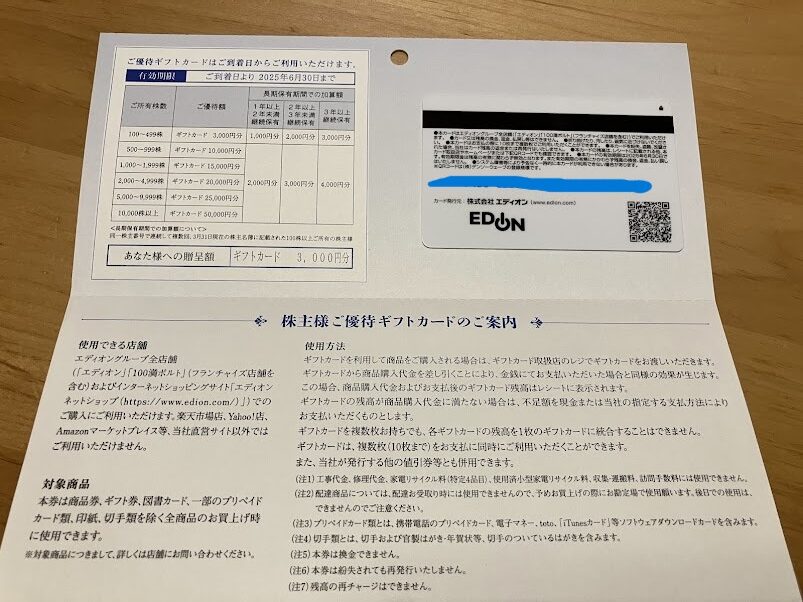 ご優待ギフトカードはご到着日からご利用いただけます。
有効期限 ご到着日より 2025年6月30日まで
ご所有株数 ご優待額 長期保有期間での加算額
1年以上2年未満継続保有 2年以上3年未満継続保有 3年以上継続保有
100~499株 ギフトカード 3,000円分 1,000円分 2,000円分 3,000円分
500~999株 ギフトカード 10,000円分
1,000~1,999株 ギフトカード 15,000円分
2,000~4,999株 ギフトカード 20,000円分 2,000円分 3,000円分 4,000円分
5,000~9,999株 ギフトカード 25,000円分
10,000株以上 ギフトカード 50,000円分
<長期保有期間での加算額について>
同一株主番号で連続して複数回、3月31日現在の株主名簿に記載された100株以上ご所有の株主様
あなた様への贈呈額 ギフトカード 3,000円分
カード発行元: 株式会社 エディオン (www.edion.com)
EDION
株主様ご優待ギフトカードのご案内
使用できる店舗
エディオングループ全店舗
(「エディオン」「100満ボルト」(フランチャイズ店舗を
含む)およびインターネットショッピングサイト「エディオン
ネットショップ(https://www.edion.com/)」)での
ご購入にご利用いただけます。楽天市場店、Yahoo!店、
Amazonマーケットプレイス等、当社直営サイト以外では
ご利用いただけません。
対象商品
本券は商品券、ギフト券、図書カード、一部のプリペイド
カード類、印紙、切手類を除く全商品のお買上げ時
に使用できます。
※対象商品につきまして、詳しくは店舗にお問い合わせください。
使用方法
ギフトカードを利用して商品をご購入される場合は、ギフトカード取扱店のレジでギフトカードをお渡しいただきます。
ギフトカードから商品購入代金を差し引くことにより、金銭にてお支払いただいた場合と同様の効果が生じます。
この場合、商品購入代金およびお支払後のギフトカード残高はレシートに表示されます。
ギフトカードの残高が商品購入代金に満たない場合は、不足額を現金または当社の指定する支払方法により
お支払いただくものとします。
ギフトカードを複数枚お持ちでも、各ギフトカードの残高を1枚のギフトカードに統合することはできません。
ギフトカードは、複数枚(10枚まで)をお支払に同時にご利用いただくことができます。
また、当社が発行する他の値引券等とも併用できます。
(注1)工事代金、修理代金、家電リサイクル料(特定4品目)、使用済小型家電リサイクル料、収集・運搬料、訪問手数料には使用できません。
(注2)配達商品については、配達お受取り時には使用できませんので、予めお買上げの際にお勘定場で使用願います。後日での使用は、
できませんのでご注意ください。
(注3)プリペイドカード類とは、携帯電話のプリペイドカード、電子マネー、toto、「iTunesカード」等ソフトウェアダウンロードカードを含みます。
(注4)切手類とは、切手および官製はがき・年賀状等、切手のついているはがきを含みます。
(注5)本券は換金できません。
(注6)本券は紛失されても再発行いたしません。
(注7)残高の再チャージはできません。